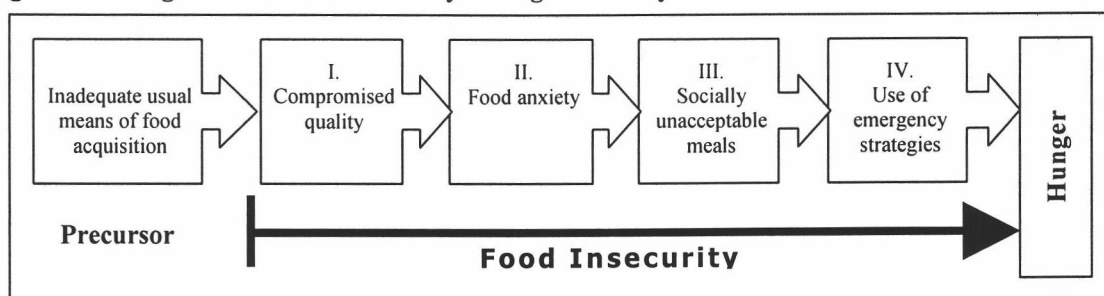 Inadequate usual
means of food
acquisition
I.
Compromised
quality
II.
Food anxiety
III.
Socially
unacceptable
meals
IV.
Use of
emergency
strategies
Hunger
Precursor
Food Insecurity